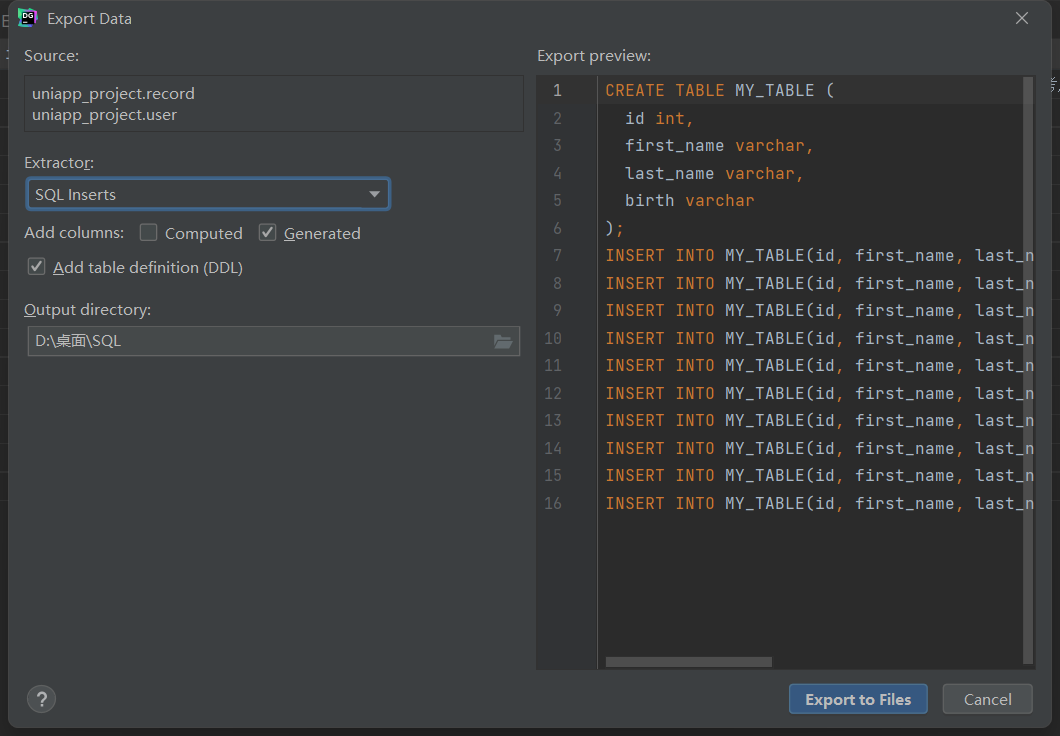 DG
Export Data
Source:
uniapp_project.record
uniapp_project.user
Extractor:
SQL Inserts
Add columns: Computed Generated
Add table definition (DDL)
Output directory:
D:\桌面\SQL
Export preview:
1 CREATE TABLE MY_TABLE (
2 id int,
3 first_name varchar,
4 last_name varchar,
5 birth varchar
6 );
7 INSERT INTO MY_TABLE(id, first_name, last_n
8 INSERT INTO MY_TABLE(id, first_name, last_n
9 INSERT INTO MY_TABLE(id, first_name, last_n
10 INSERT INTO MY_TABLE(id, first_name, last_n
11 INSERT INTO MY_TABLE(id, first_name, last_n
12 INSERT INTO MY_TABLE(id, first_name, last_n
13 INSERT INTO MY_TABLE(id, first_name, last_n
14 INSERT INTO MY_TABLE(id, first_name, last_n
15 INSERT INTO MY_TABLE(id, first_name, last_n
16 INSERT INTO MY_TABLE(id, first_name, last_n
?
Export to Files
Cancel